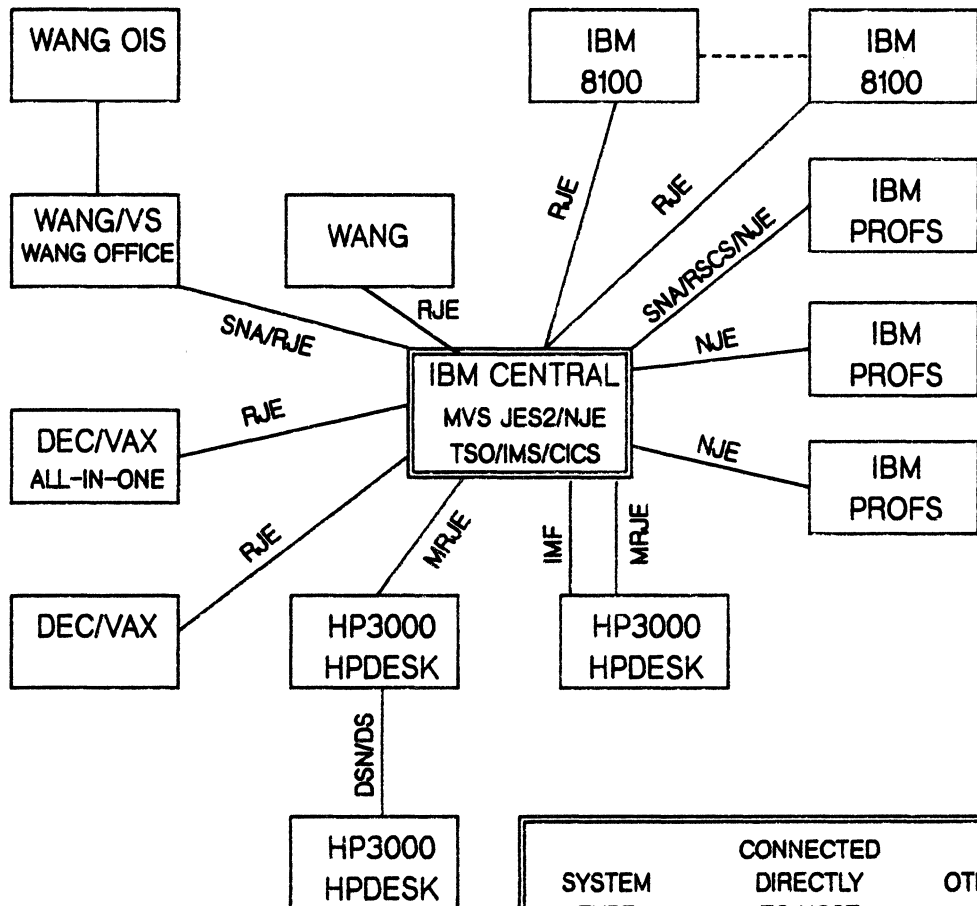 WANG OIS
IBM
8100
IBM
8100
RJE
RJE
WANG/VS
WANG OFFICE
WANG
IBM
PROFS
SNA/RJE
RJE
SNA/RSCS/NJE
IBM CENTRAL
MVS JES2/NJE
TSO/IMS/CICS
NJE
IBM
PROFS
RJE
DEC/VAX
ALL-IN-ONE
NJE
IBM
PROFS
RJE
MRJE
IMF
MRJE
DEC/VAX
HP3000
HPDESK
HP3000
HPDESK
DSN/DS
HP3000
HPDESK
CONNECTED
SYSTEM DIRECTLY